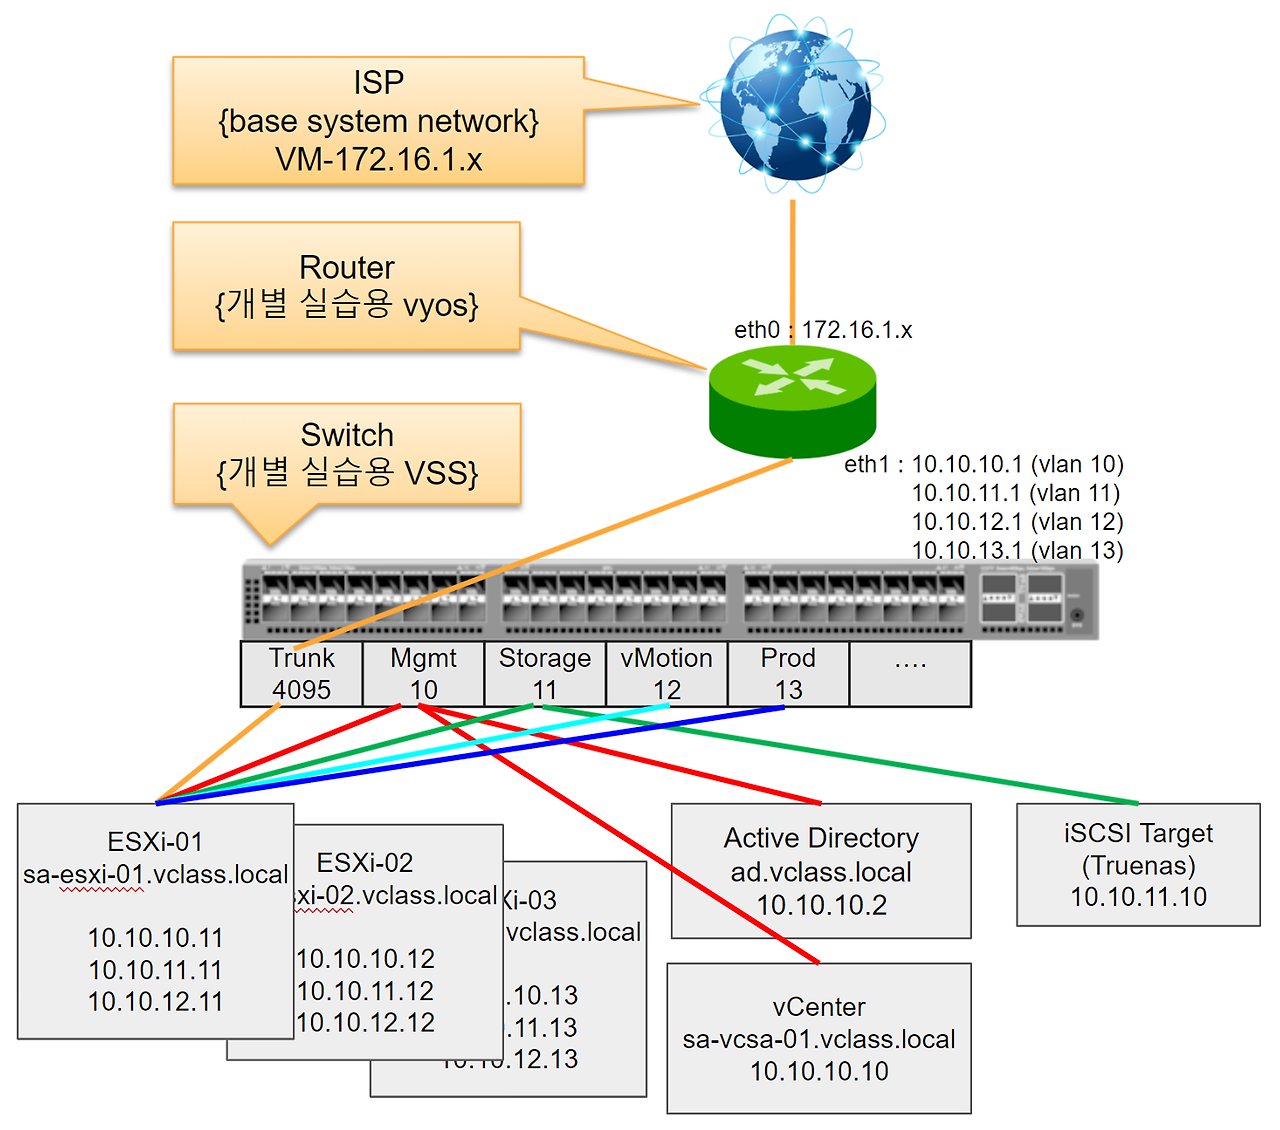 ISP
{base system network}
VM-172.16.1.x
Router
{개별 실습용 vyos}
eth0 : 172.16.1.x
Switch
{개별 실습용 VSS}
eth1 : 10.10.10.1 (vlan 10)
10.10.11.1 (vlan 11)
10.10.12.1 (vlan 12)
10.10.13.1 (vlan 13)
Trunk
4095
Mgmt
10
Storage
11
vMotion
12
Prod
13
....
ESXi-01
sa-esxi-01.vclass.local
10.10.10.11
10.10.11.11
10.10.12.11
ESXi-02
xi-02.vclass.local
10.10.10.12
10.10.11.12
10.10.12.12
Xi-03
vclass.local
.10.13
.11.13
10.10.12.13
Active Directory
ad.vclass.local
10.10.10.2
vCenter
sa-vcsa-01.vclass.local
10.10.10.10
iSCSI Target
(Truenas)
10.10.11.10